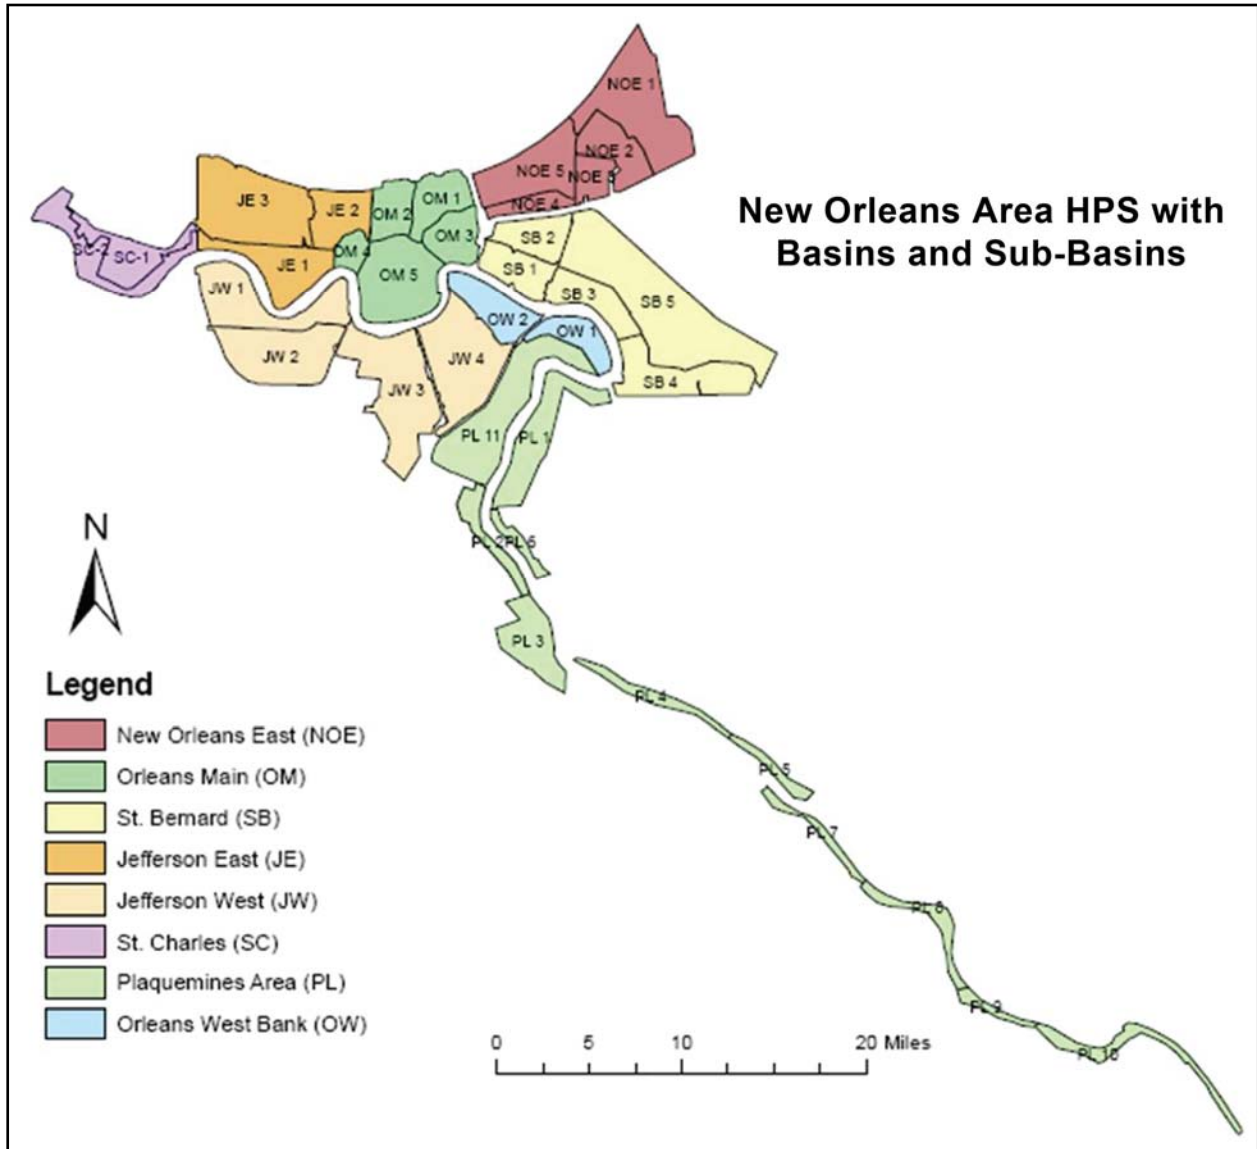 NOE 1
NOE 2
NOE 5
NOE 3
NOE 4
New Orleans Area HPS with
Basins and Sub-Basins
JE 3
JE 2
OM 2
OM 1
OM 3
OM 4
OM 5
JE 1
SC-2
SC-1
SB 2
SB 1
SB 3
SB 5
SB 4
JW 1
JW 2
JW 3
JW 4
OW 2
OW 1
PL 11
PL 1
PL 2
PL 3
PL 4
PL 5
PL 7
PL 9
PL 10
N
Legend
New Orleans East (NOE)
Orleans Main (OM)
St. Bernard (SB)
Jefferson East (JE)
Jefferson West (JW)
St. Charles (SC)
Plaquemines Area (PL)
Orleans West Bank (OW)
0 5 10 20 Miles